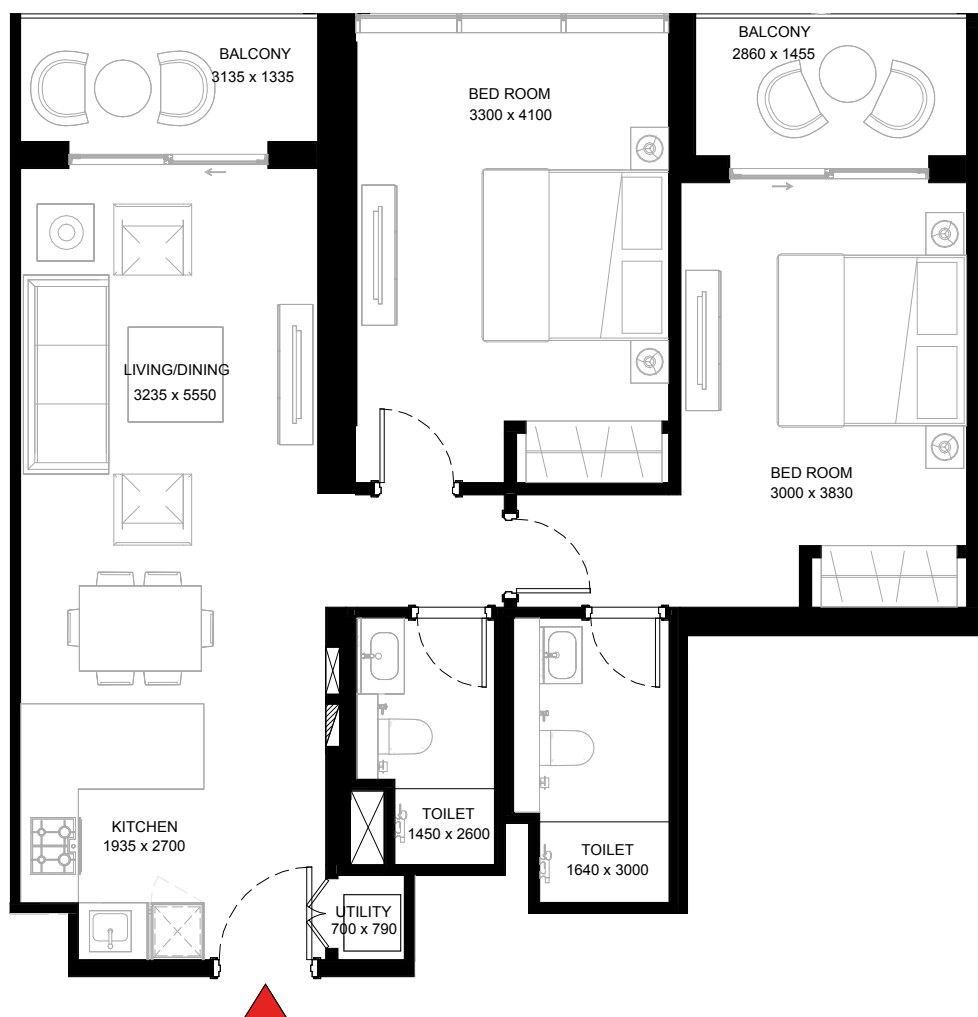 BALCONY
3135 x 1335
BED ROOM
3300 x 4100
BALCONY
2860 x 1455
LIVING/DINING
3235 x 5550
BED ROOM
3000 x 3830
KITCHEN
1935 x 2700
TOILET
1450 x 2600
TOILET
1640 x 3000
UTILITY
700 x 790